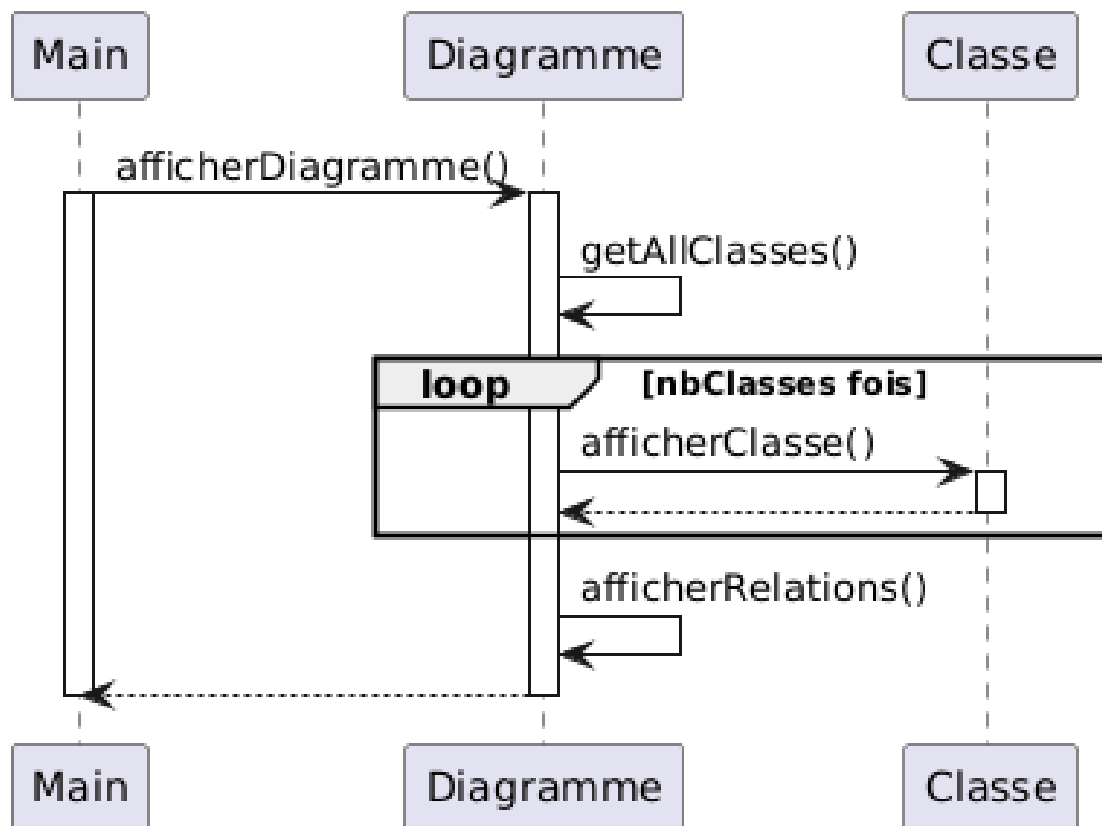 Main
Diagramme
Classe
afficherDiagramme()
getAllClasses()
loop
[nbClasses fois]
afficherClasse()
afficherRelations()
Main
Diagramme
Classe